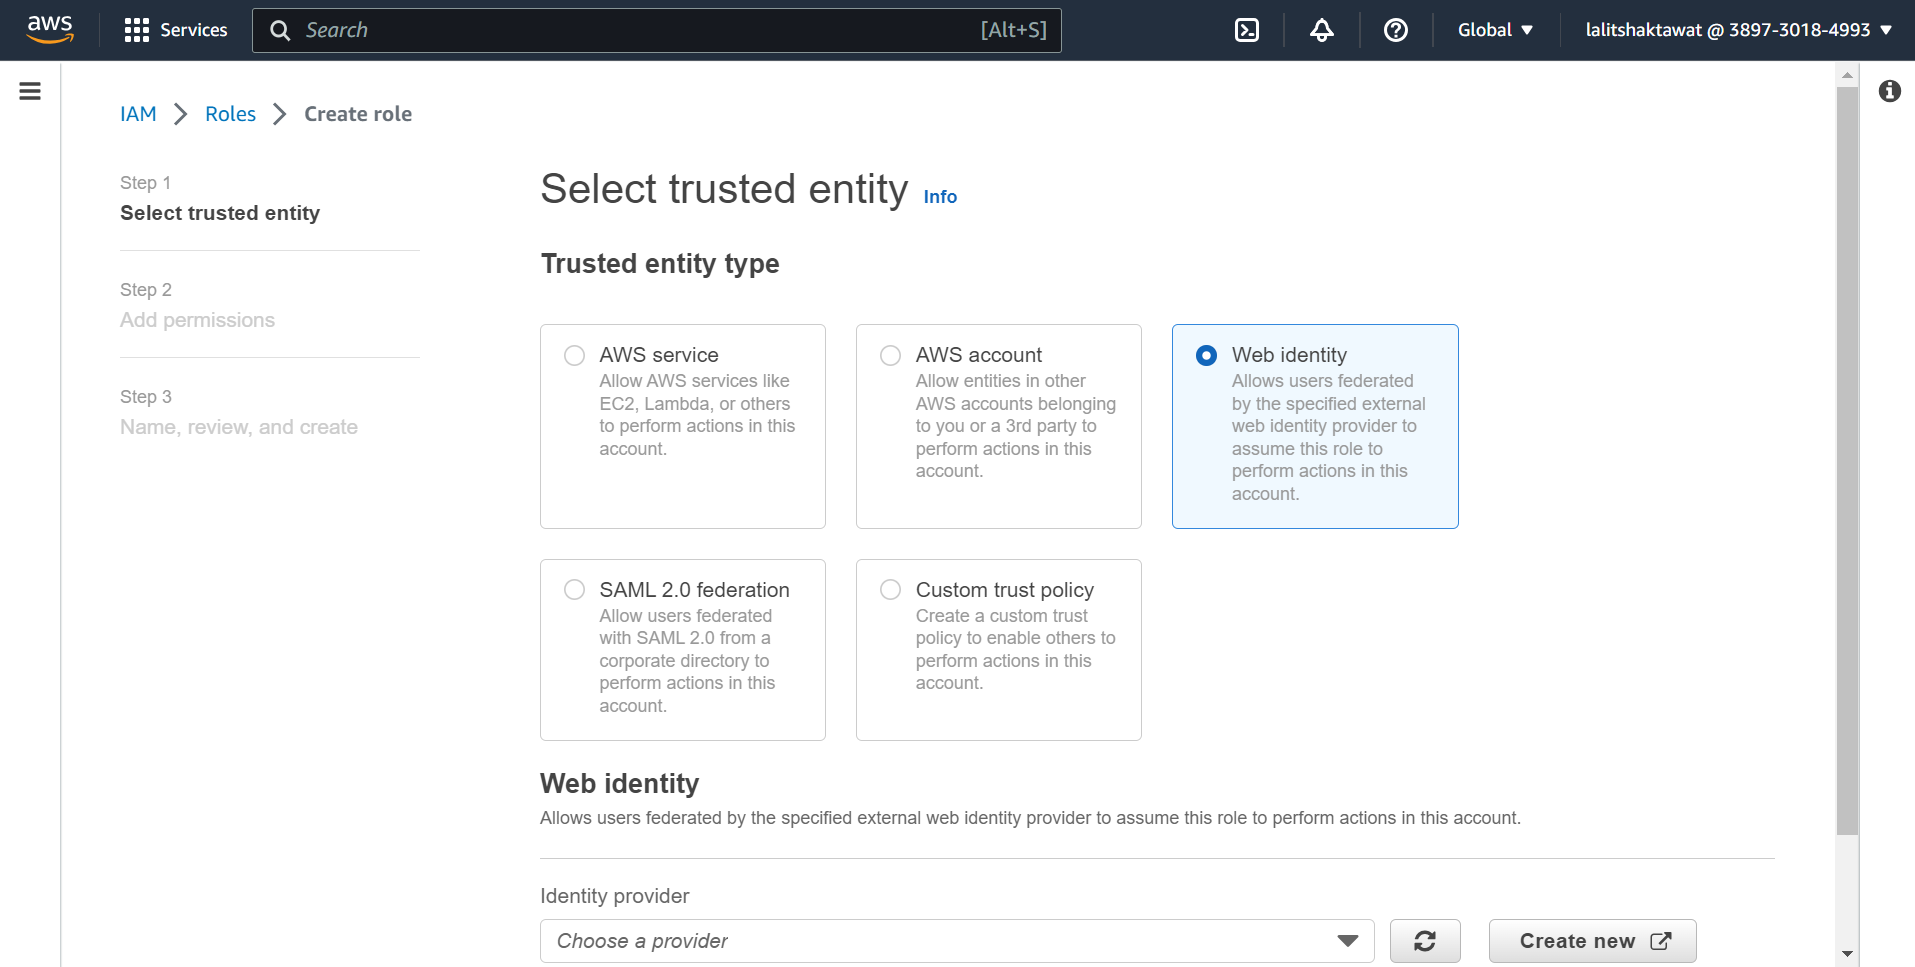 aws
Services
Search
[Alt+S]
Global
lalitshaktawat @ 3897-3018-4993
IAM
Roles
Create role
Step 1
Select trusted entity
Step 2
Add permissions
Step 3
Name, review, and create
Select trusted entity
Info
Trusted entity type
AWS service
Allow AWS services like
EC2, Lambda, or others
to perform actions in this
account.
AWS account
Allow entities in other
AWS accounts belonging
to you or a 3rd party to
perform actions in this
account.
Web identity
Allows users federated
by the specified external
web identity provider to
assume this role to
perform actions in this
account.
SAML 2.0 federation
Allow users federated
with SAML 2.0 from a
corporate directory to
perform actions in this
account.
Custom trust policy
Create a custom trust
policy to enable others to
perform actions in this
account.
Web identity
Allows users federated by the specified external web identity provider to assume this role to perform actions in this account.
Identity provider
Choose a provider
Create new